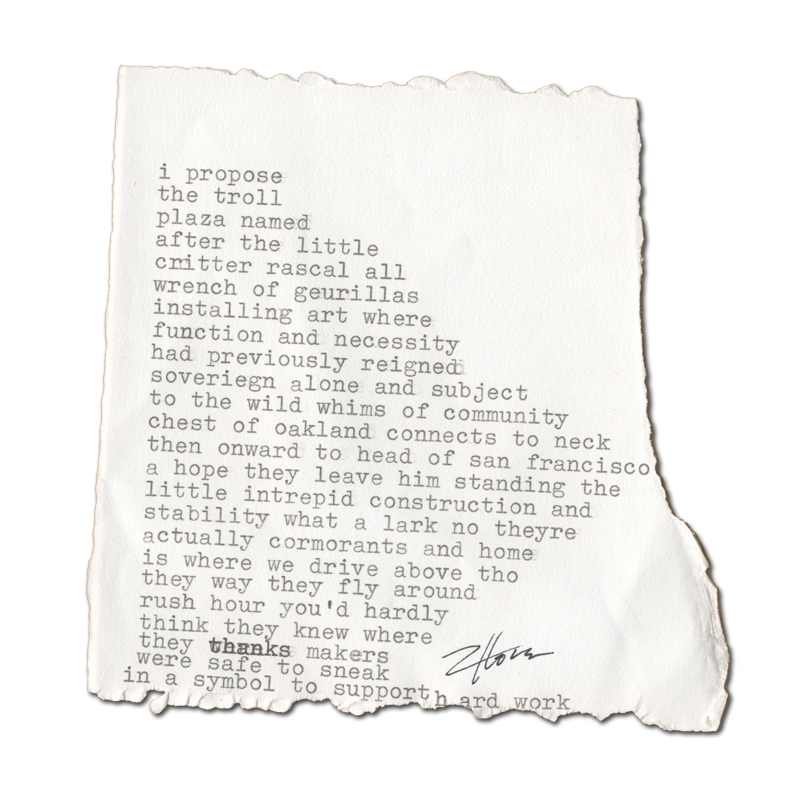 i propose
the troll
plaza named
after the little
critter rascal all
wrench of geurillas
installing art where
function and necessity
had previously reigned
soveriegn alone and subject
to the wild whims of community
chest of oakland connects to neck
then onward to head of san francisco
a hope they leave him standing the
little intrepid construction and
stability what a lark no theyre
actually cormorants and home
is where we drive above tho
they way they fly around
rush hour you'd hardly
think they knew where
they thanks makers
were safe to sneak
in a symbol to support h ard work